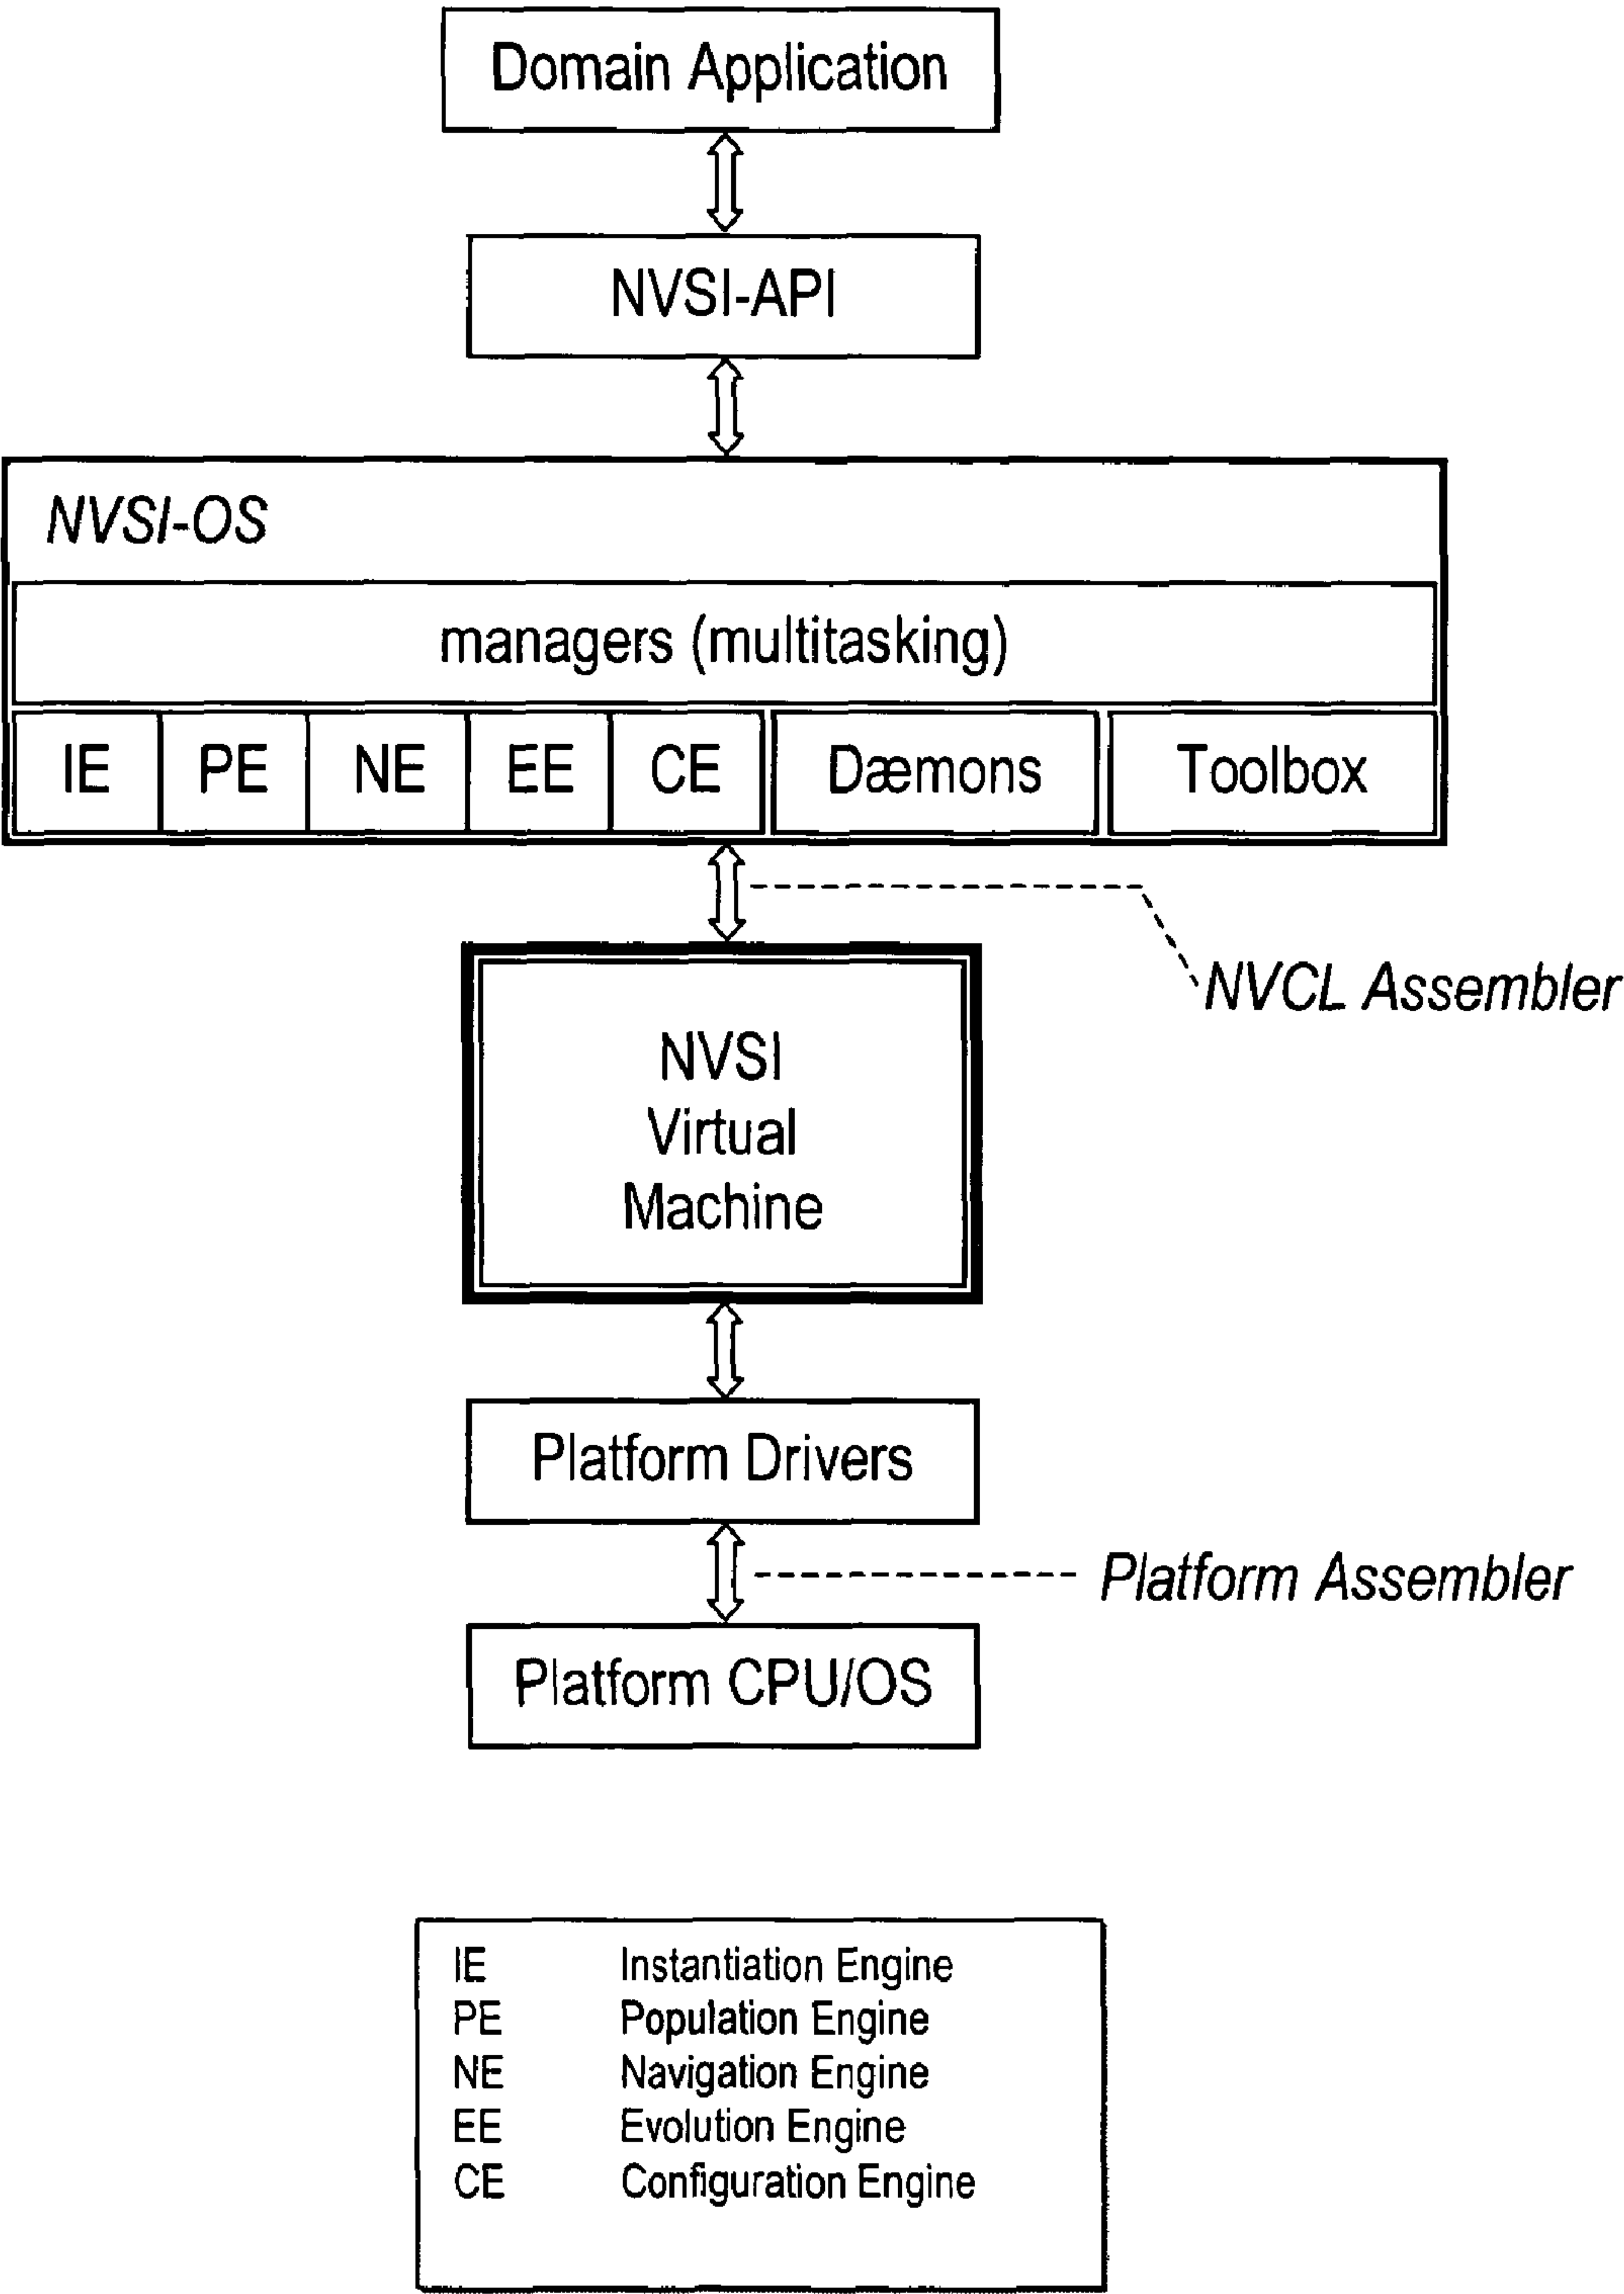 Domain Application
NVSI-API
NVSI-OS
managers (multitasking)
IE PE NE EE CE Dæmons Toolbox
NVCL Assembler
NVSI
Virtual
Machine
Platform Drivers
Platform Assembler
Platform CPU/OS
IE Instantiation Engine
PE Population Engine
NE Navigation Engine
EE Evolution Engine
CE Configuration Engine